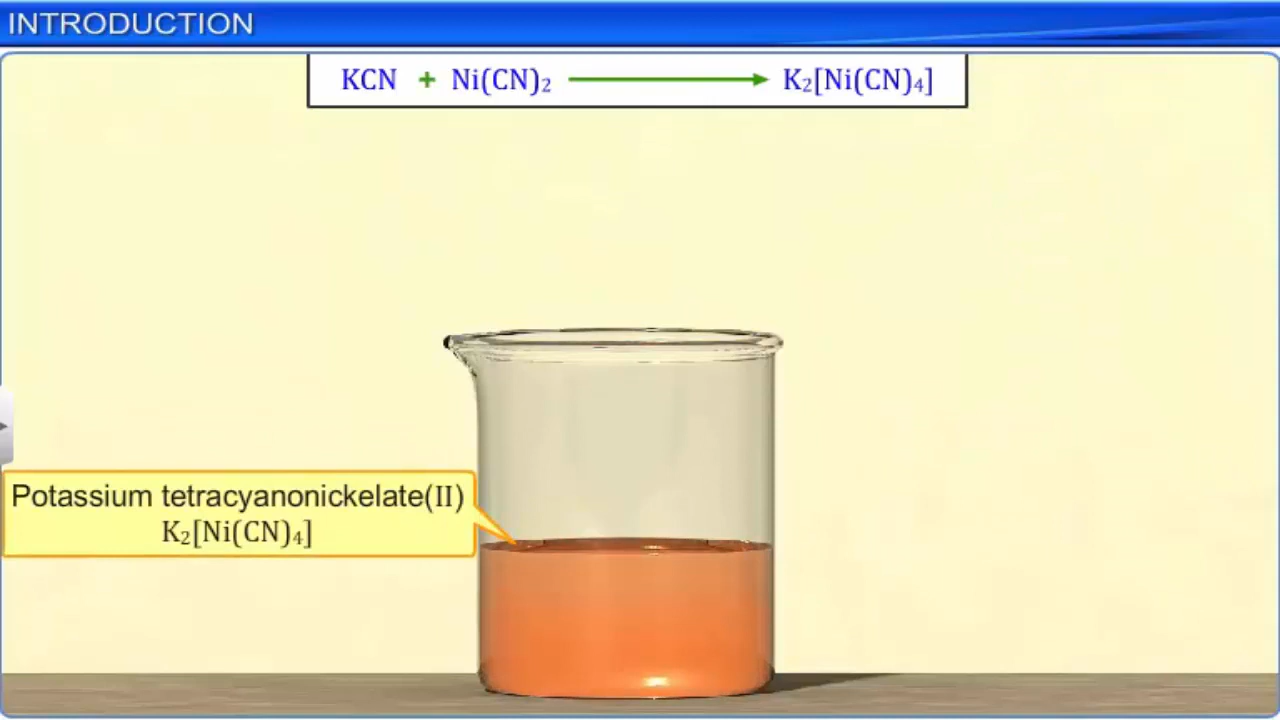 INTRODUCTION
KCN + Ni(CN)₂ ⟶ K₂[Ni(CN)₄]
Potassium tetracyanonickelate(II)
K₂[Ni(CN)₄]